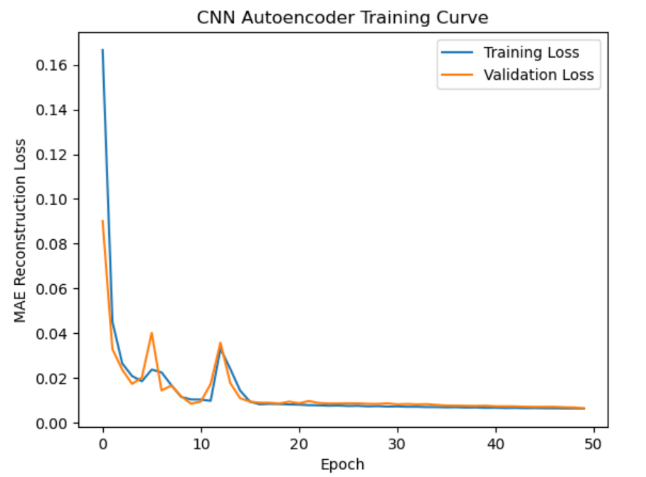 CNN Autoencoder Training Curve
Training Loss
Validation Loss
MAE Reconstruction Loss
0.16
0.14
0.12
0.10
0.08
0.06
0.04
0.02
0.00
0 10 20 30 40 50
Epoch